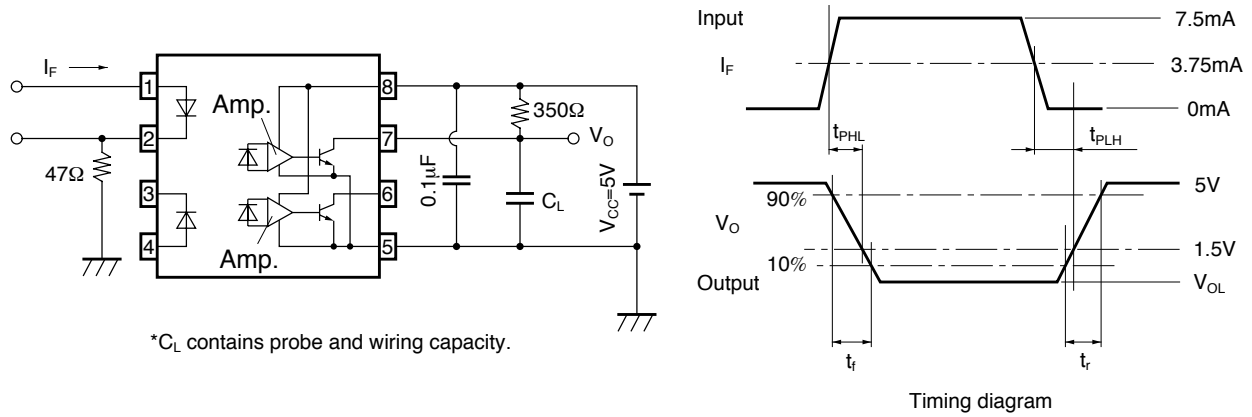 I_F
1
2
3
4
47Ω
Amp.
Amp.
8
7
6
5
0.1μF
350Ω
V_O
C_L
V_CC=5V
*C_L contains probe and wiring capacity.
Input
I_F
7.5mA
3.75mA
0mA
t_PHL
t_PLH
5V
90%
V_O
1.5V
10%
Output
V_OL
t_f
t_r
Timing diagram